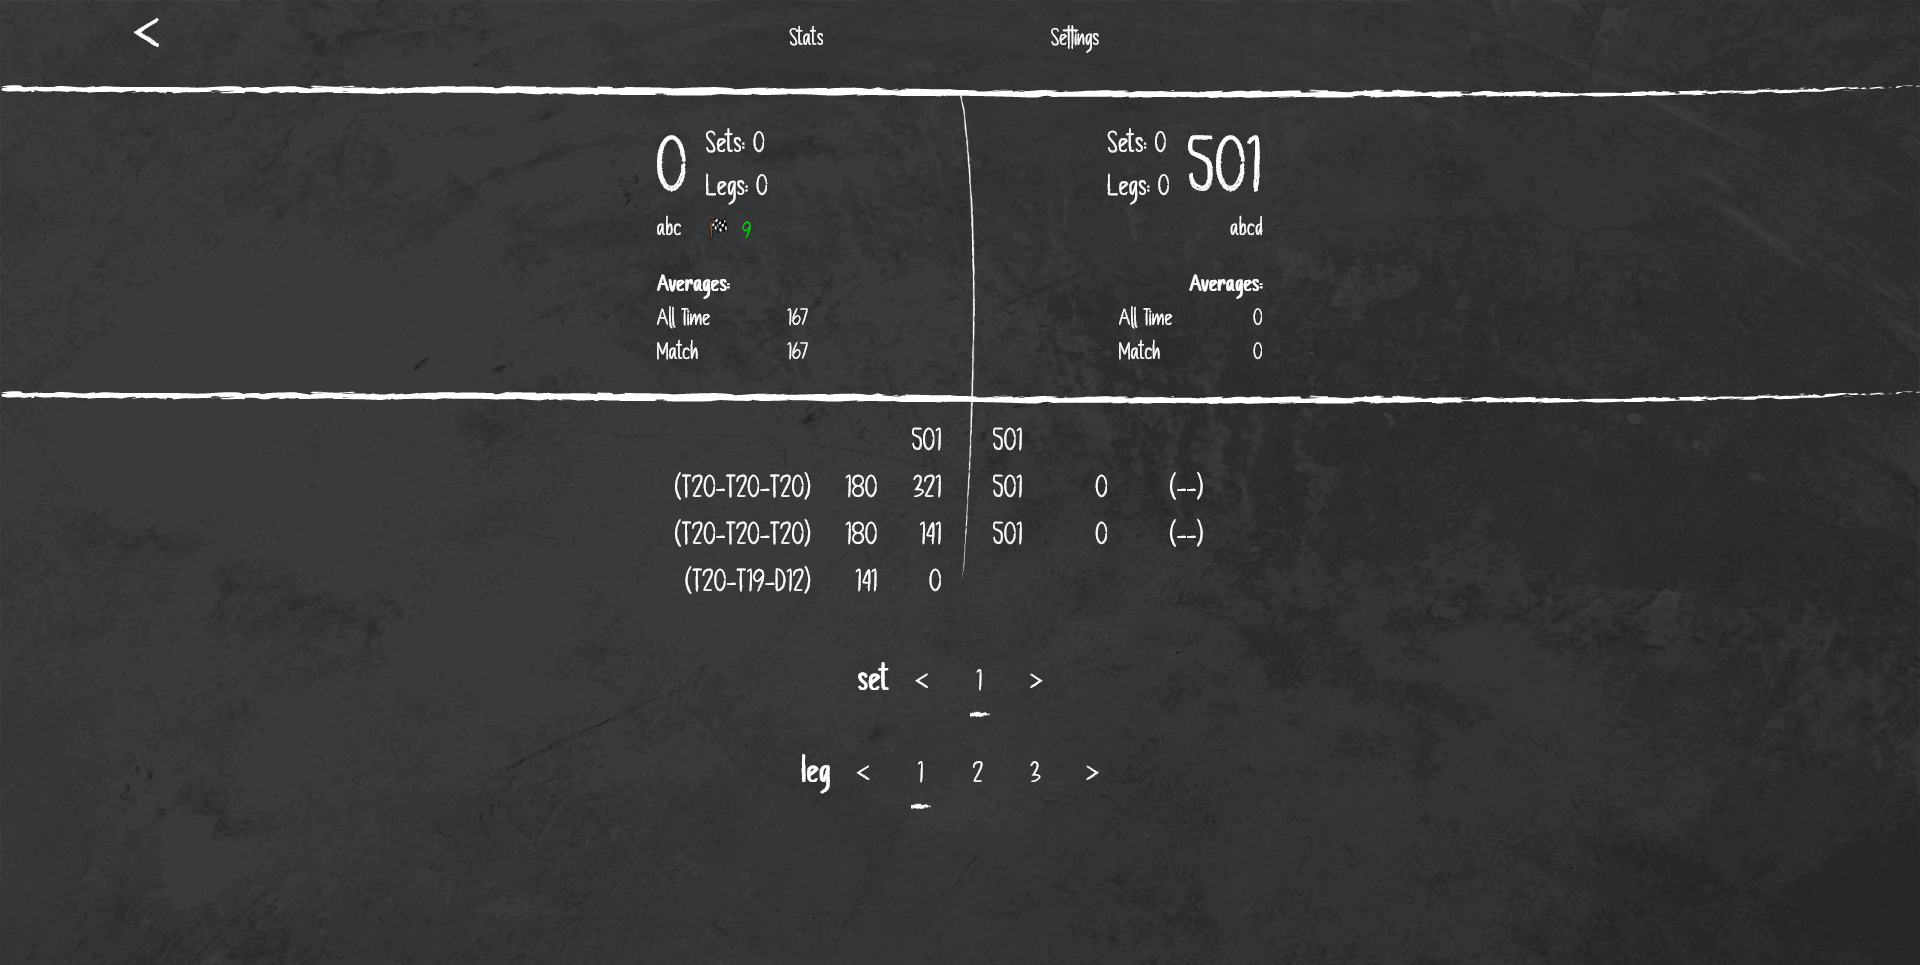 <
Stats Settings
0 Sets: 0
Legs: 0
abc 9
Averages:
All Time 167
Match 167
Sets: 0 501
Legs: 0
abcd
Averages:
All Time 0
Match 0
501 501
(T20-T20-T20) 180 321 501 0 (--)
(T20-T20-T20) 180 141 501 0 (--)
(T20-T19-D12) 141 0
set < 1 >
leg < 1 2 3 >